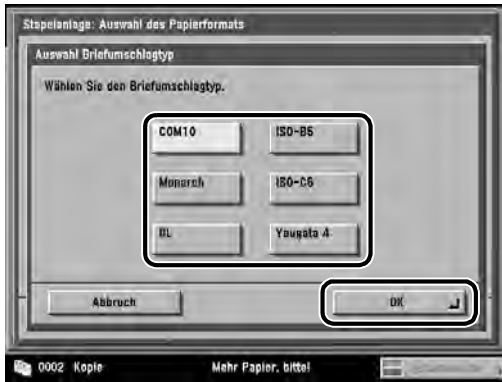 Stapelanlage: Auswahl des Papierformats
Auswahl Briefumschlagtyp
Wählen Sie den Briefumschlagtyp.
COM10
ISO-B5
Monarch
ISO-C5
DL
Yougata 4
Abbruch
OK
0002 Kopie
Mehr Papier, bitte!